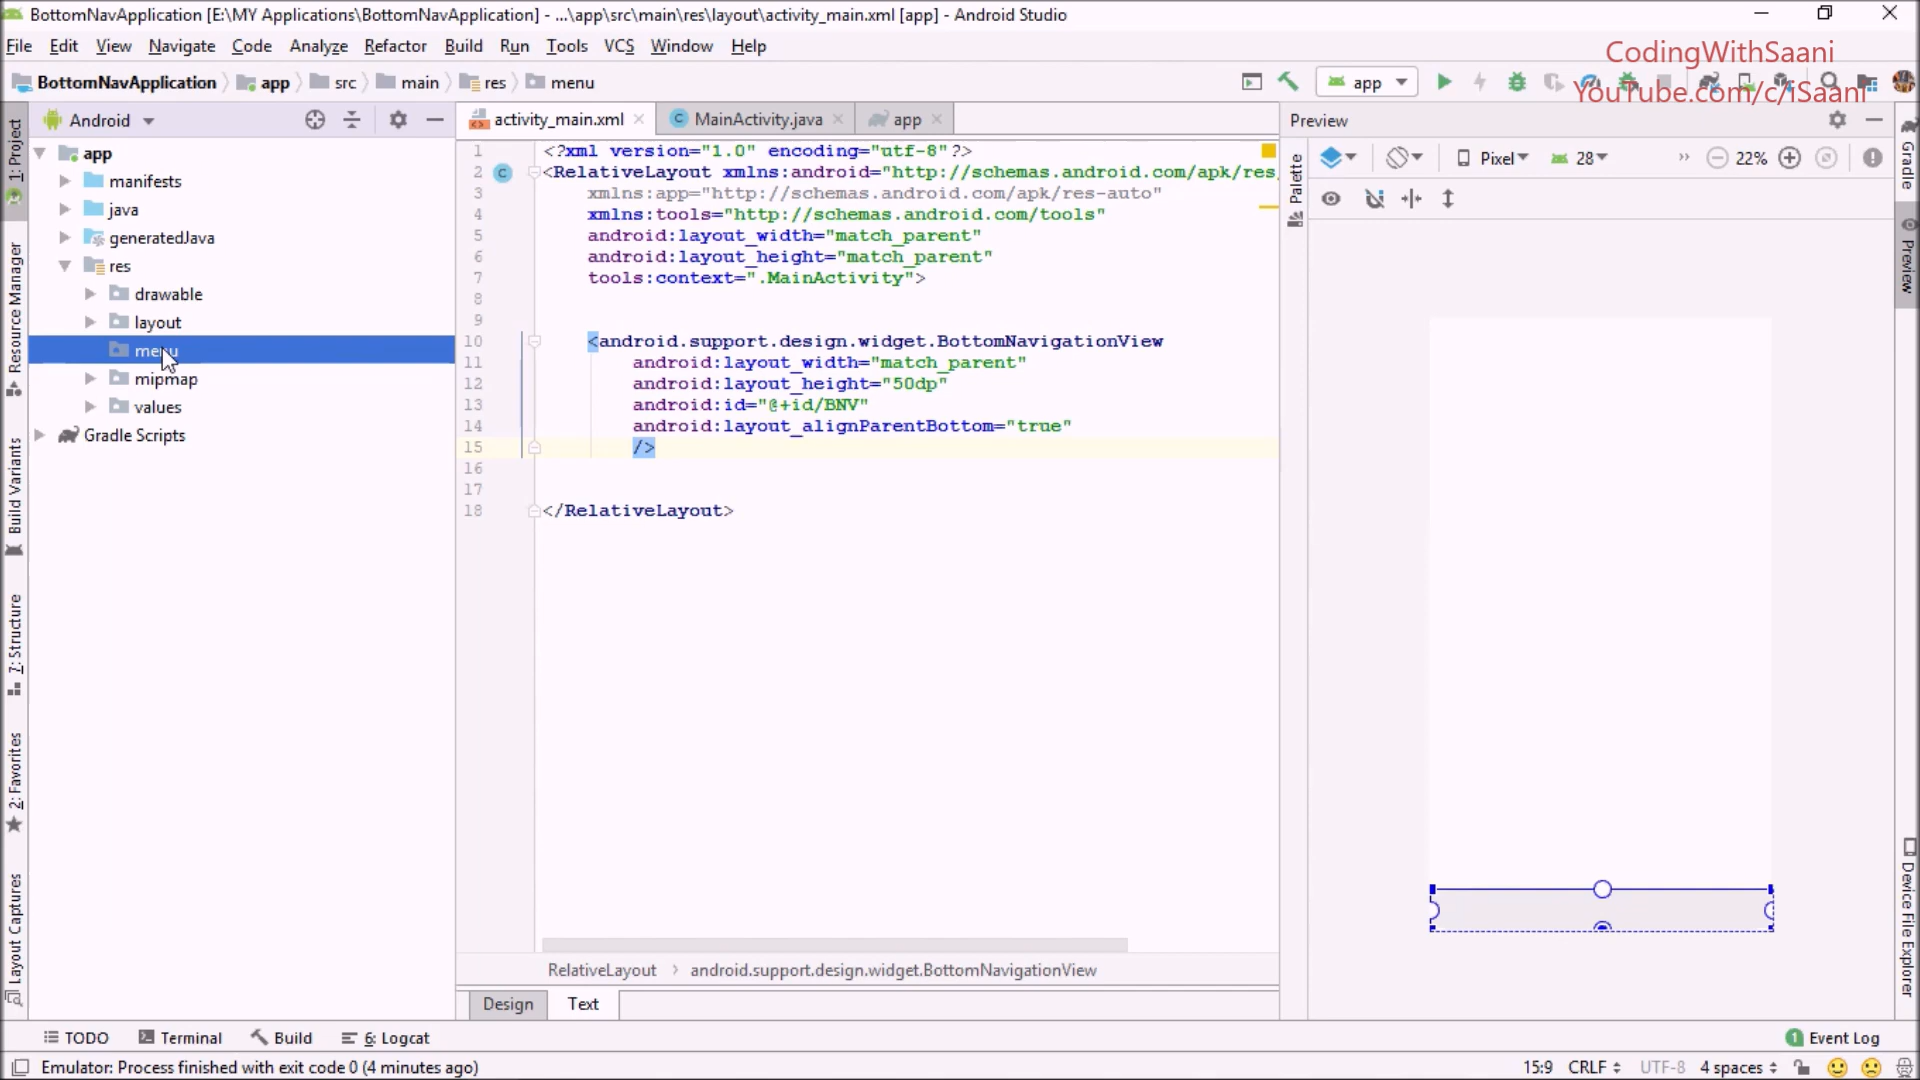 BottomNavApplication [E:\MY Applications\BottomNavApplication] - ...\app\src\main\res\layout\activity_main.xml [app] - Android Studio
File Edit View Navigate Code Analyze Refactor Build Run Tools VCS Window Help
CodingWithSaani
BottomNavApplication app src main res menu
app
YouTube.com/c/iSaani
1: Project
Resource Manager
Build Variants
7: Structure
2: Favorites
Layout Captures
Android
app
manifests
java
generatedJava
res
drawable
layout
menu
mipmap
values
Gradle Scripts
activity_main.xml MainActivity.java app
1 <?xml version="1.0" encoding="utf-8"?>
2 <RelativeLayout xmlns:android="http://schemas.android.com/apk/res
3 xmlns:app="http://schemas.android.com/apk/res-auto"
4 xmlns:tools="http://schemas.android.com/tools"
5 android:layout_width="match_parent"
6 android:layout_height="match_parent"
7 tools:context=".MainActivity">
8
9
10 <android.support.design.widget.BottomNavigationView
11 android:layout_width="match_parent"
12 android:layout_height="50dp"
13 android:id="@+id/BNV"
14 android:layout_alignParentBottom="true"
15 />
16
17
18 </RelativeLayout>
RelativeLayout android.support.design.widget.BottomNavigationView
Design Text
Preview
Palette
Pixel 28 22%
Gradle
Preview
Device File Explorer
TODO Terminal Build 6: Logcat
1 Event Log
Emulator: Process finished with exit code 0 (4 minutes ago)
15:9 CRLF UTF-8 4 spaces